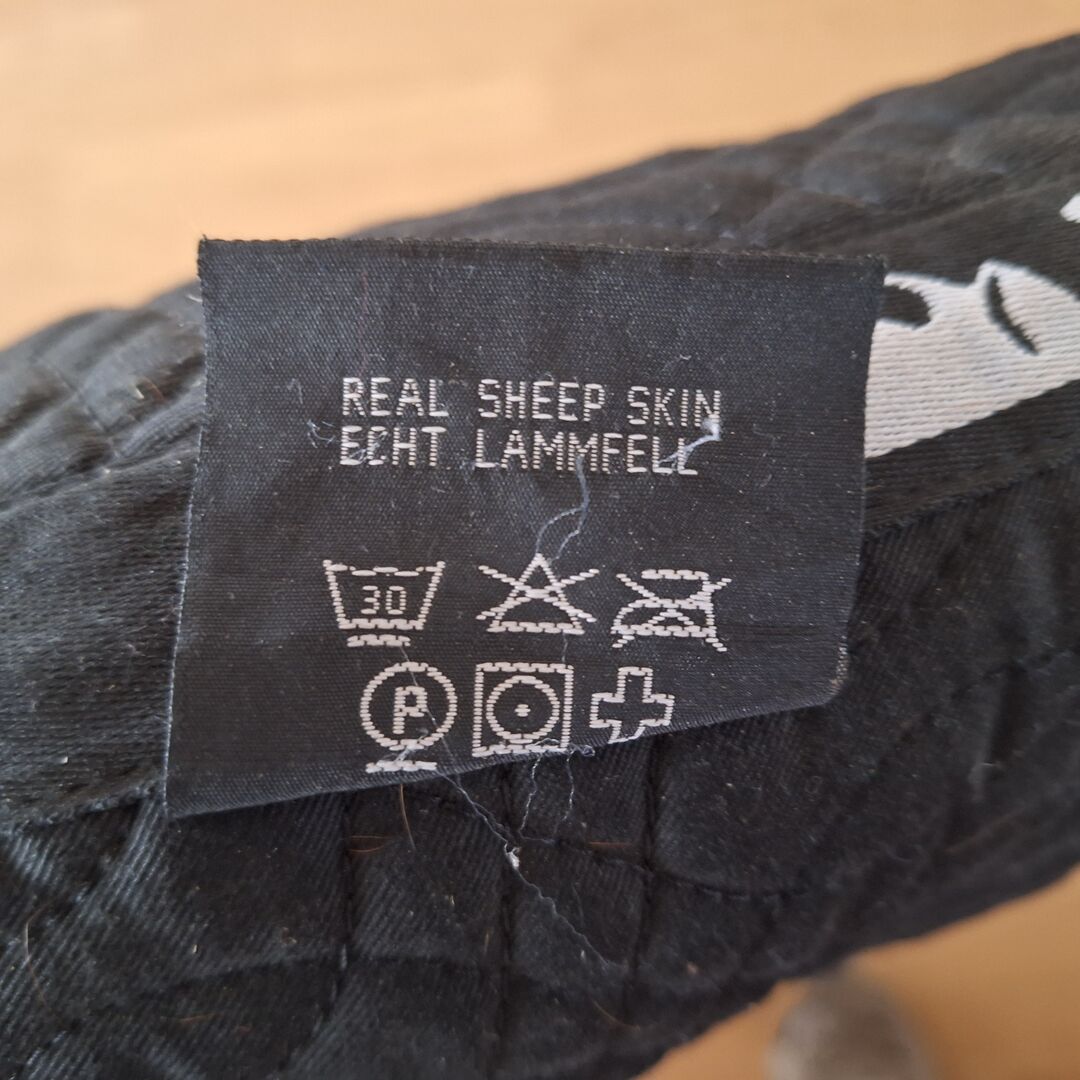 REAL SHEEP SKIN
ECHT LAMMFELL
30
P